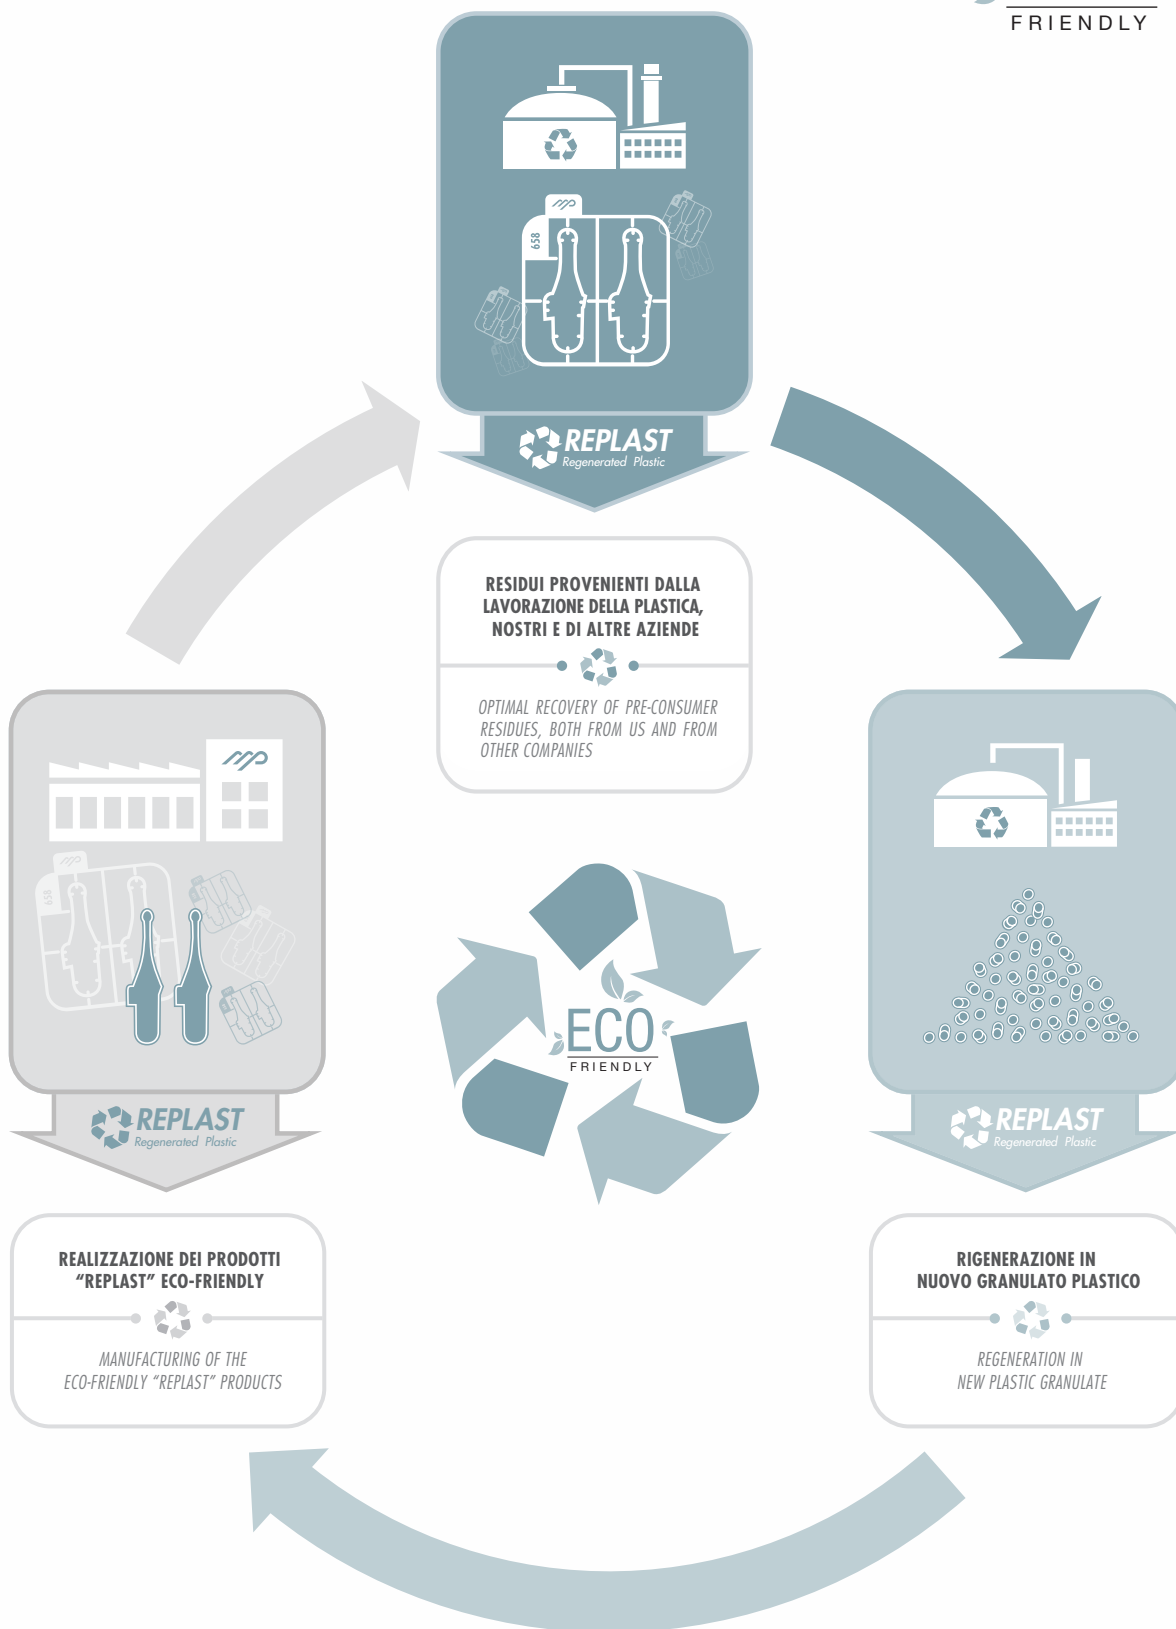 FRIENDLY
658
REPLAST
Regenerated Plastic
RESIDUI PROVENIENTI DALLA
LAVORAZIONE DELLA PLASTICA,
NOSTRI E DI ALTRE AZIENDE
OPTIMAL RECOVERY OF PRE-CONSUMER
RESIDUES, BOTH FROM US AND FROM
OTHER COMPANIES
658
ECO
FRIENDLY
REPLAST
Regenerated Plastic
REPLAST
Regenerated Plastic
REALIZZAZIONE DEI PRODOTTI
“REPLAST” ECO-FRIENDLY
MANUFACTURING OF THE
ECO-FRIENDLY “REPLAST” PRODUCTS
RIGENERAZIONE IN
NUOVO GRANULATO PLASTICO
REGENERATION IN
NEW PLASTIC GRANULATE